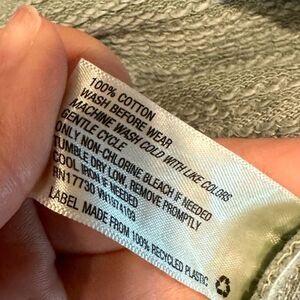 100% COTTON
WASH BEFORE WEAR
MACHINE WASH COLD WITH LIKE COLORS
GENTLE CYCLE
ONLY NON-CHLORINE BLEACH IF NEEDED
TUMBLE DRY LOW, REMOVE PROMPTLY
COOL IRON IF NEEDED
RN17730
LABEL MADE FROM 100% RECYCLED PLASTIC